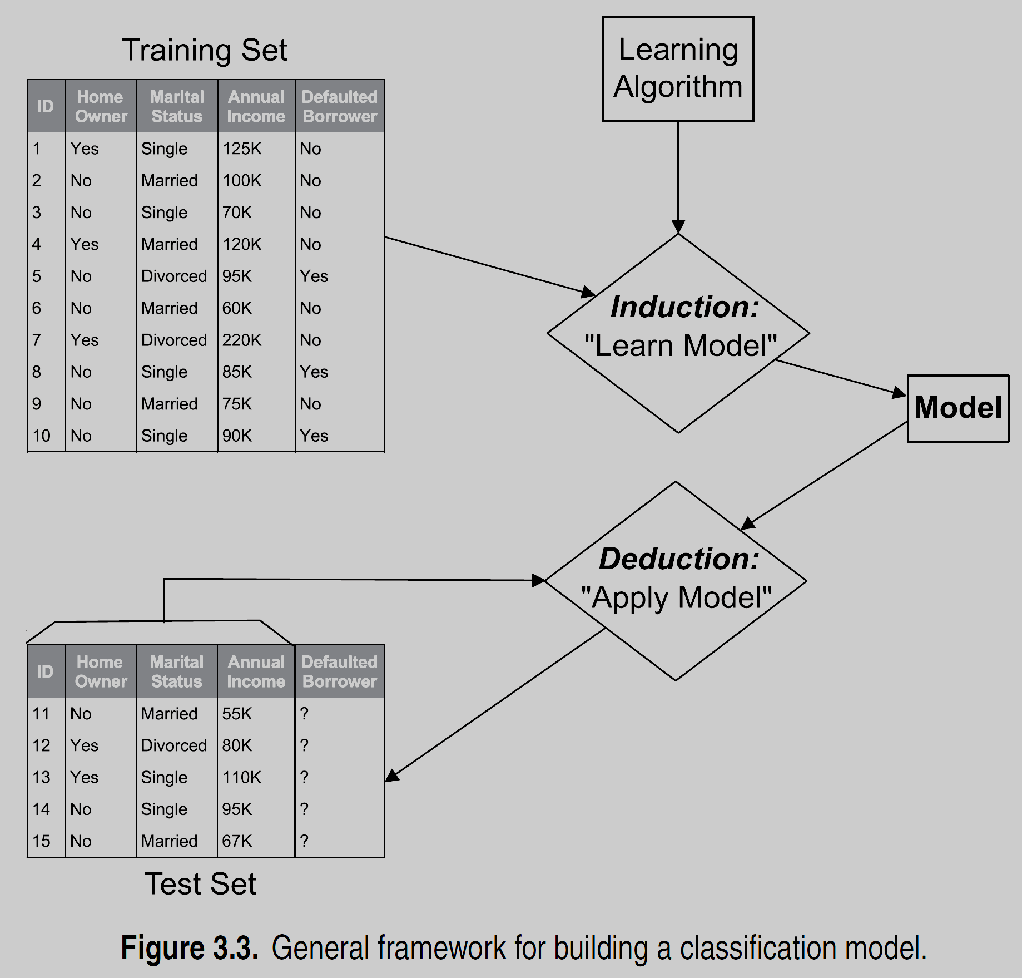 Training Set
ID Home Owner Marital Status Annual Income Defaulted Borrower
1 Yes Single 125K No
2 No Married 100K No
3 No Single 70K No
4 Yes Married 120K No
5 No Divorced 95K Yes
6 No Married 60K No
7 Yes Divorced 220K No
8 No Single 85K Yes
9 No Married 75K No
10 No Single 90K Yes
Learning
Algorithm
Induction:
"Learn Model"
Model
Deduction:
"Apply Model"
ID Home Owner Marital Status Annual Income Defaulted Borrower
11 No Married 55K ?
12 Yes Divorced 80K ?
13 Yes Single 110K ?
14 No Single 95K ?
15 No Married 67K ?
Test Set
Figure 3.3. General framework for building a classification model.